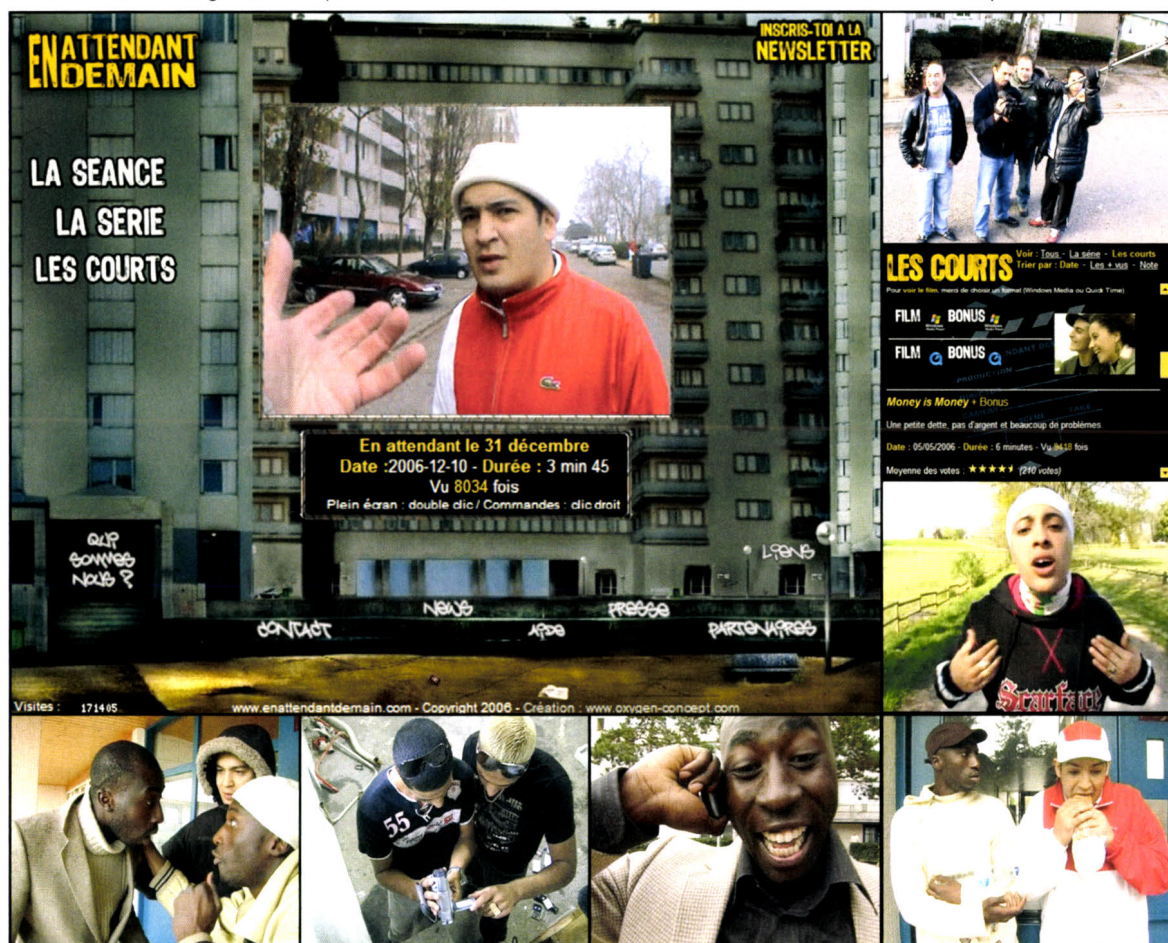 EN ATTENDANT
DEMAIN
INSCRIS-TOI A LA
NEWSLETTER
LA SEANCE
LA SERIE
LES COURTS
En attendant le 31 décembre
Date :2006-12-10 - Durée : 3 min 45
Vu 8034 fois
Plein écran : double clic / Commandes : clic droit
QUI
SOMMES
NOUS ?
LIENS
NEWS
PRESSE
CONTACT
AIDE
PARTENAIRES
Visites : 171405
www.enattendantdemain.com - Copyright 2006 - Création : www.oxygen-concept.com
LES COURTS
Voir : Tous - La série - Les courts
Trier par : Date - Les + vus - Note
Pour voir le film, merci de choisir un format (Windows Media ou Quick Time)
FILM BONUS
FILM BONUS
PRODUCTION
Money is Money + Bonus
Une petite dette, pas d'argent et beaucoup de problèmes
Date : 05/05/2006 - Durée : 6 minutes - Vu 9418 fois
Moyenne des votes : (210 votes)
Scarface
55